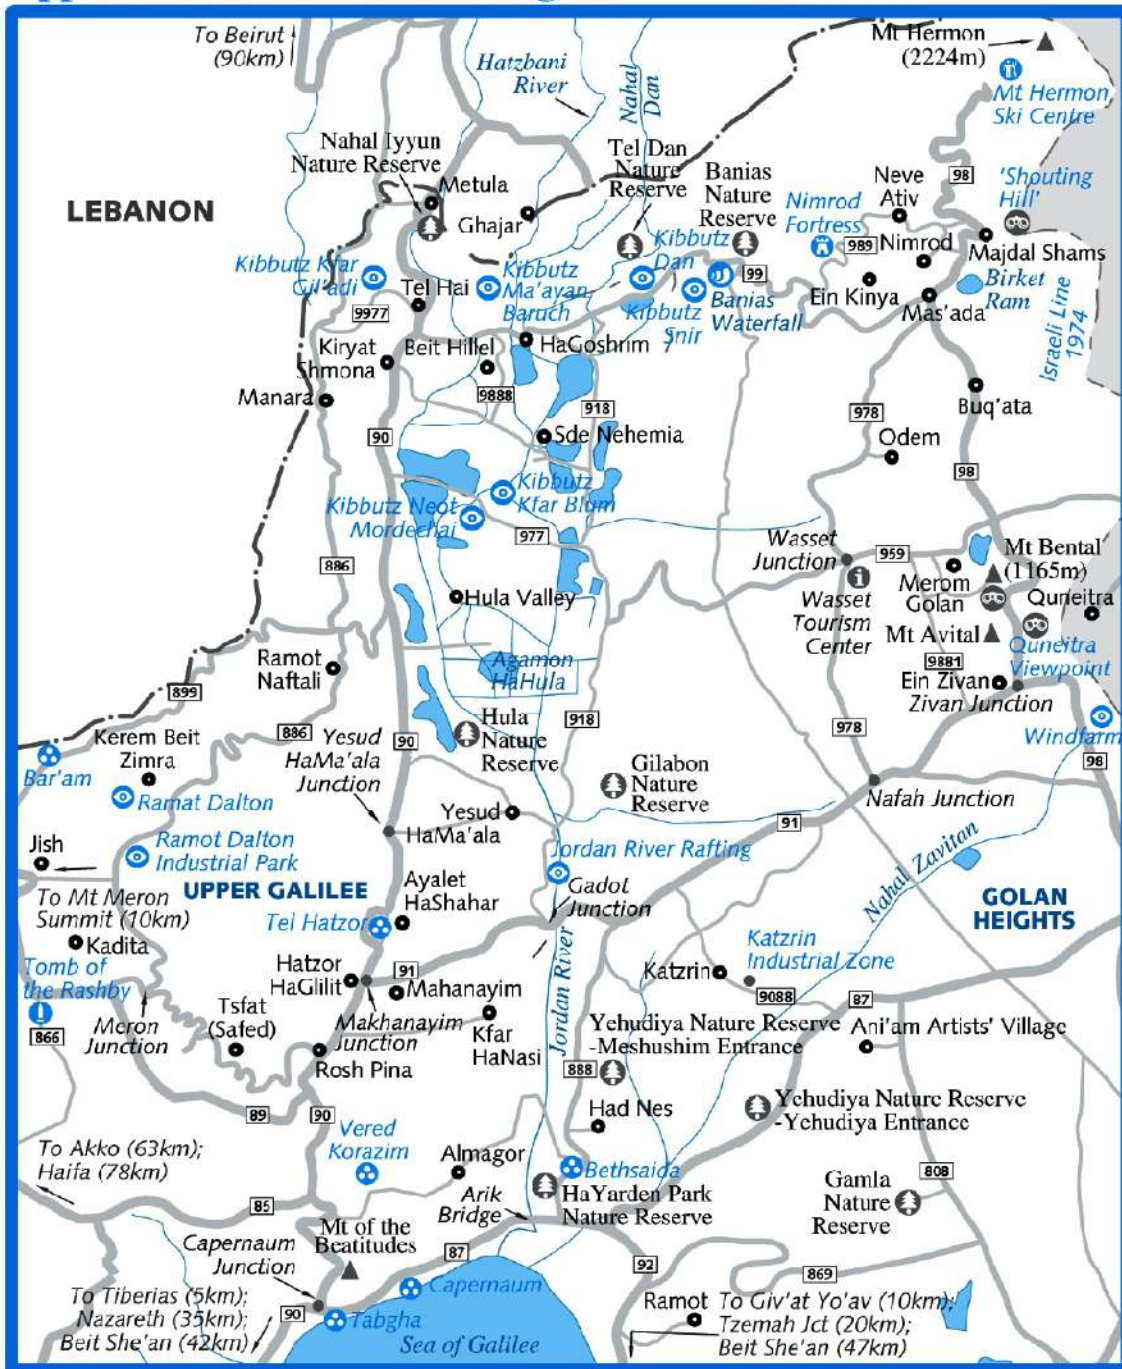 To Beirut
(90km)
Hatzbani
River
Nahal
Dan
Mt Hermon
(2224m)
Mt Hermon
Ski Centre
Nahal Iyyun
Nature Reserve
Metula
Ghajar
Tel Dan
Nature
Reserve
Banias
Nature
Reserve
Nimrod
Fortress
Neve
Ativ
98
'Shouting
Hill'
LEBANON
Kibbutz Kfar
Gil'adi
Tel Hai
Kibbutz
Ma'ayan
Baruch
Kibbutz
Dan
Kibbutz
Snir
99
Banias
Waterfall
989
Nimrod
Ein Kinya
Majdal Shams
Birket
Ram
Mas'ada
Israeli Line
1974
9977
Kiryat
Shmona
Beit Hillel
HaGoshrim
Manara
9888
918
978
Buq'ata
90
Sde Nehemia
Odem
98
Kibbutz Neot
Mordechai
Kibbutz
Kfar Blum
977
Wasset
Junction
959
Mt Bental
(1165m)
886
Hula Valley
Wasset
Tourism
Center
Merom
Golan
Quneitra
Mt Avital
Quneitra
Viewpoint
Ramot
Naftali
Agamon
HaHula
9881
Ein Zivan
Zivan Junction
899
886
Yesud
HaMa'ala
Junction
90
Hula
Nature
Reserve
918
978
Windfarm
98
Kerem Beit
Zimra
Bar'am
Ramat Dalton
Gilabon
Nature
Reserve
Nafah Junction
Yesud
HaMa'ala
91
Jish
Ramot Dalton
Industrial Park
Jordan River Rafting
Nahal Zavitan
UPPER GALILEE
Ayalet
HaShahar
Gadot
Junction
GOLAN
HEIGHTS
To Mt Meron
Summit (10km)
Kadita
Tel Hatzor
Katzrin
Katzrin
Industrial Zone
Tomb of
the Rashby
Hatzor
HaGlilit
91
Mahanayim
Jordan River
9088
87
866
Meron
Junction
Tsfat
(Safed)
Makhanayim
Junction
Rosh Pina
Kfar
HaNasi
Yehudiya Nature Reserve
-Meshushim Entrance
Ani'am Artists' Village
888
89
90
Had Nes
Yehudiya Nature Reserve
-Yehudiya Entrance
To Akko (63km);
Haifa (78km)
Vered
Korazim
Almagor
Bethsaida
808
85
Arik
Bridge
HaYarden Park
Nature Reserve
Gamla
Nature
Reserve
Capernaum
Junction
Mt of the
Beatitudes
87
92
869
Capernaum
To Tiberias (5km);
Nazareth (35km);
Beit She'an (42km)
90
Tabgha
Sea of Galilee
Ramot
To Giv'at Yo'av (10km);
Tzemah Jct (20km);
Beit She'an (47km)